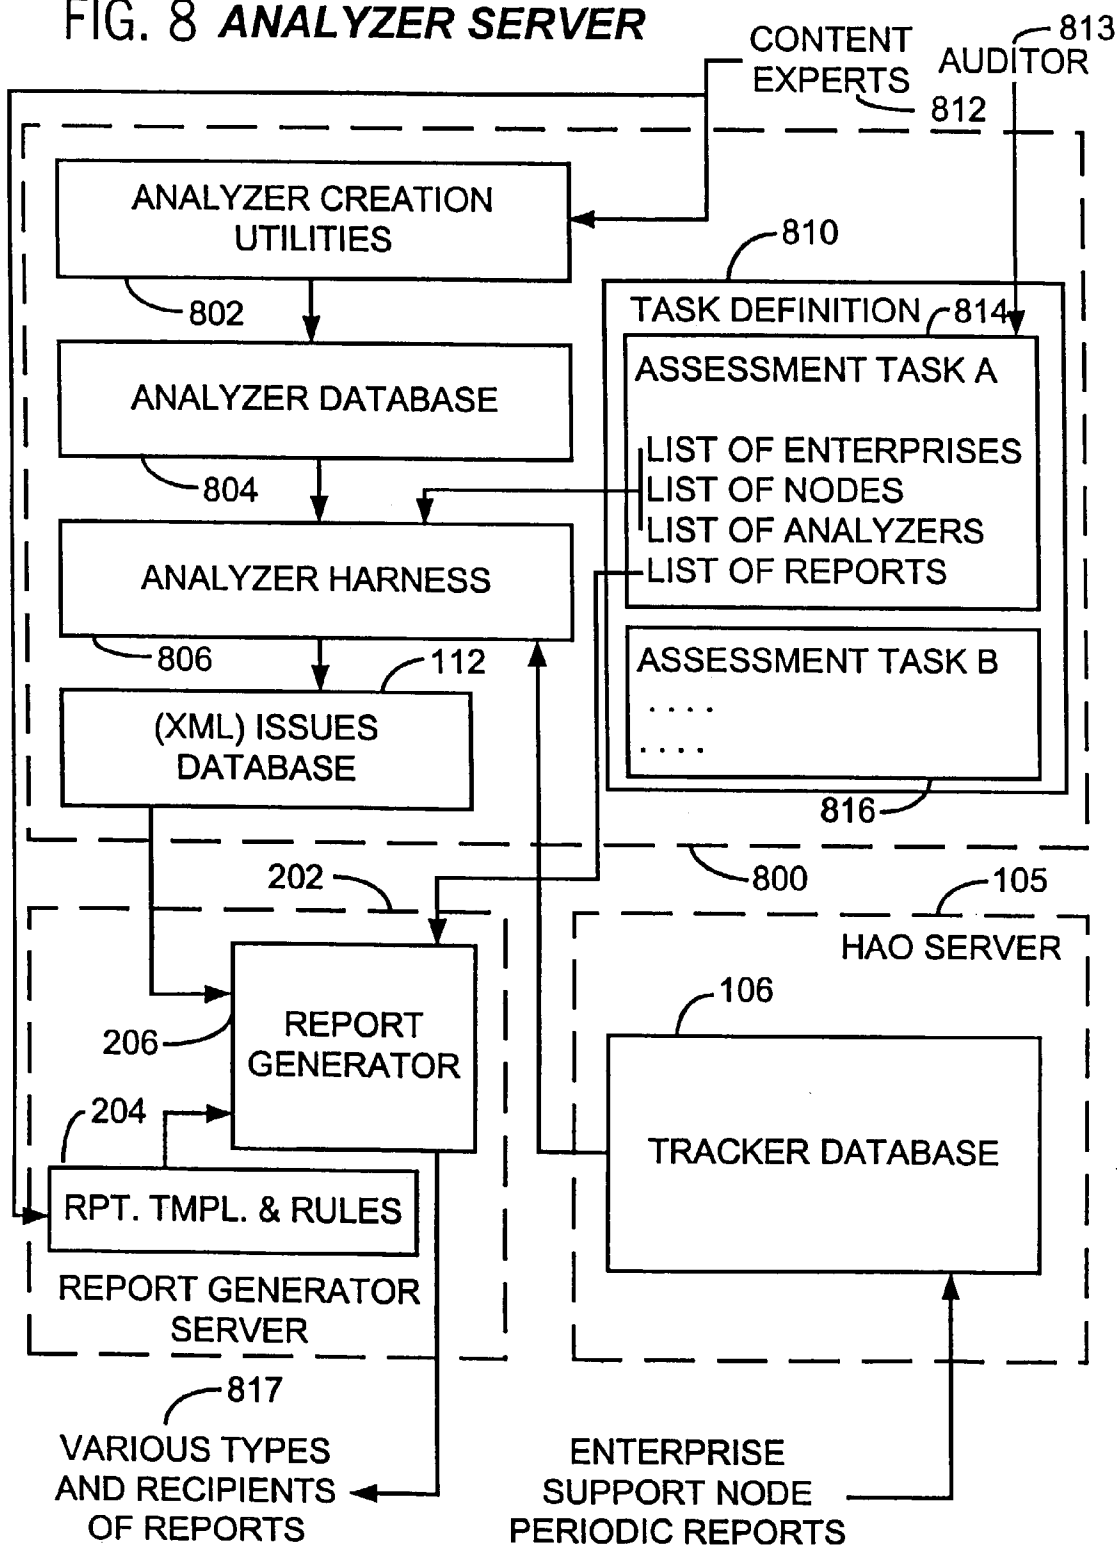 FIG. 8 ANALYZER SERVER
813
CONTENT
EXPERTS
AUDITOR
812
ANALYZER CREATION
UTILITIES
802
810
TASK DEFINITION
814
ASSESSMENT TASK A
ANALYZER DATABASE
804
LIST OF ENTERPRISES
LIST OF NODES
LIST OF ANALYZERS
LIST OF REPORTS
ANALYZER HARNESS
806
112
ASSESSMENT TASK B
. . . .
. . . .
(XML) ISSUES
DATABASE
816
800
202
105
HAO SERVER
106
REPORT
GENERATOR
206
204
TRACKER DATABASE
RPT. TMPL. & RULES
REPORT GENERATOR
SERVER
817
VARIOUS TYPES
AND RECIPIENTS
OF REPORTS
ENTERPRISE
SUPPORT NODE
PERIODIC REPORTS